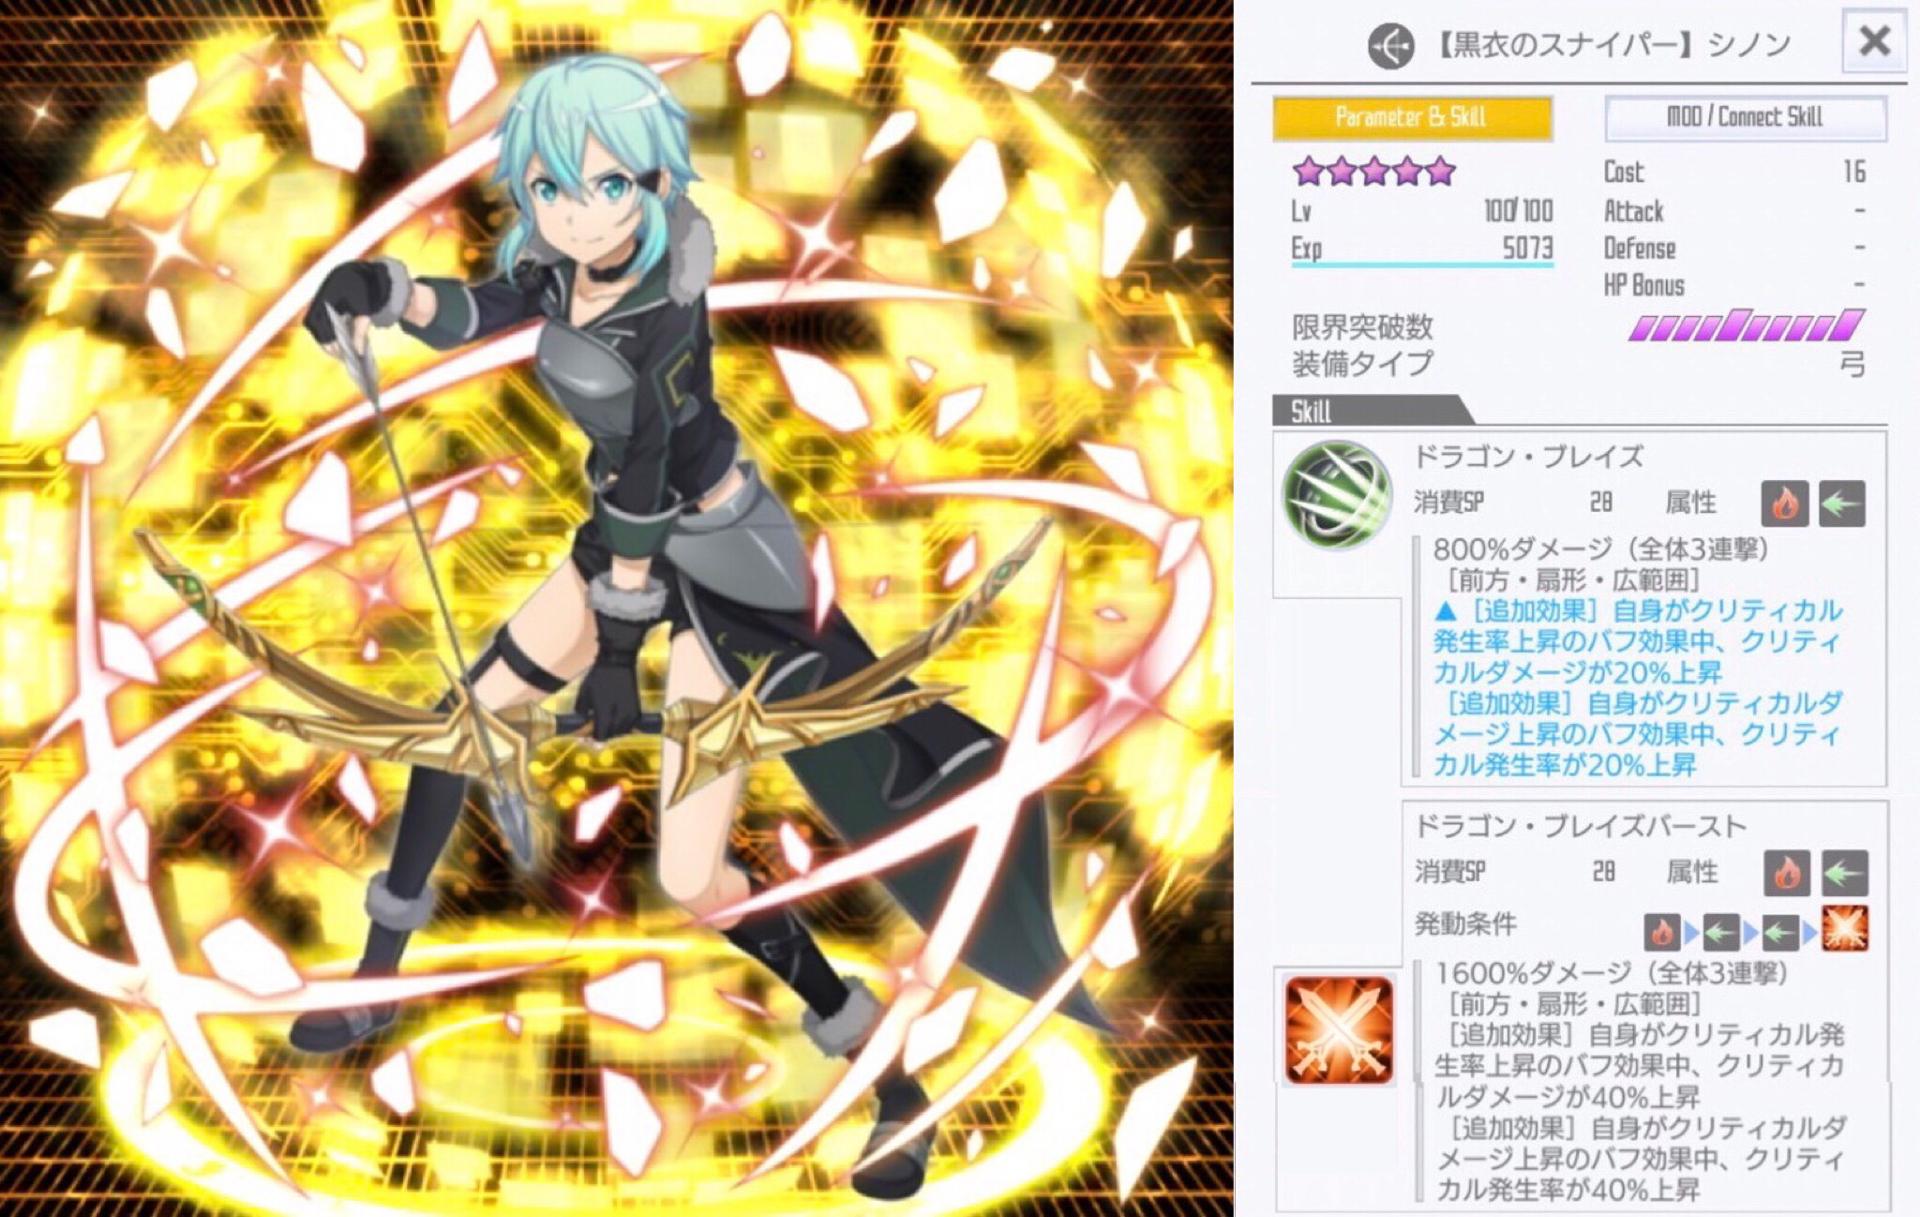 【黒衣のスナイパー】シノン
Parameter & Skill
MOD / Connect Skill
Lv 100/100
Exp 5073
Cost 16
Attack -
Defense -
HP Bonus -
限界突破数
装備タイプ 弓
Skill
ドラゴン・ブレイズ
消費SP 28 属性
800%ダメージ（全体3連撃）
［前方・扇形・広範囲］
▲［追加効果］自身がクリティカル
発生率上昇のバフ効果中、クリティ
カルダメージが20%上昇
［追加効果］自身がクリティカルダ
メージ上昇のバフ効果中、クリティ
カル発生率が20%上昇
ドラゴン・ブレイズバースト
消費SP 28 属性
発動条件
1600%ダメージ（全体3連撃）
［前方・扇形・広範囲］
［追加効果］自身がクリティカル発
生率上昇のバフ効果中、クリティカ
ルダメージが40%上昇
［追加効果］自身がクリティカルダ
メージ上昇のバフ効果中、クリティ
カル発生率が40%上昇